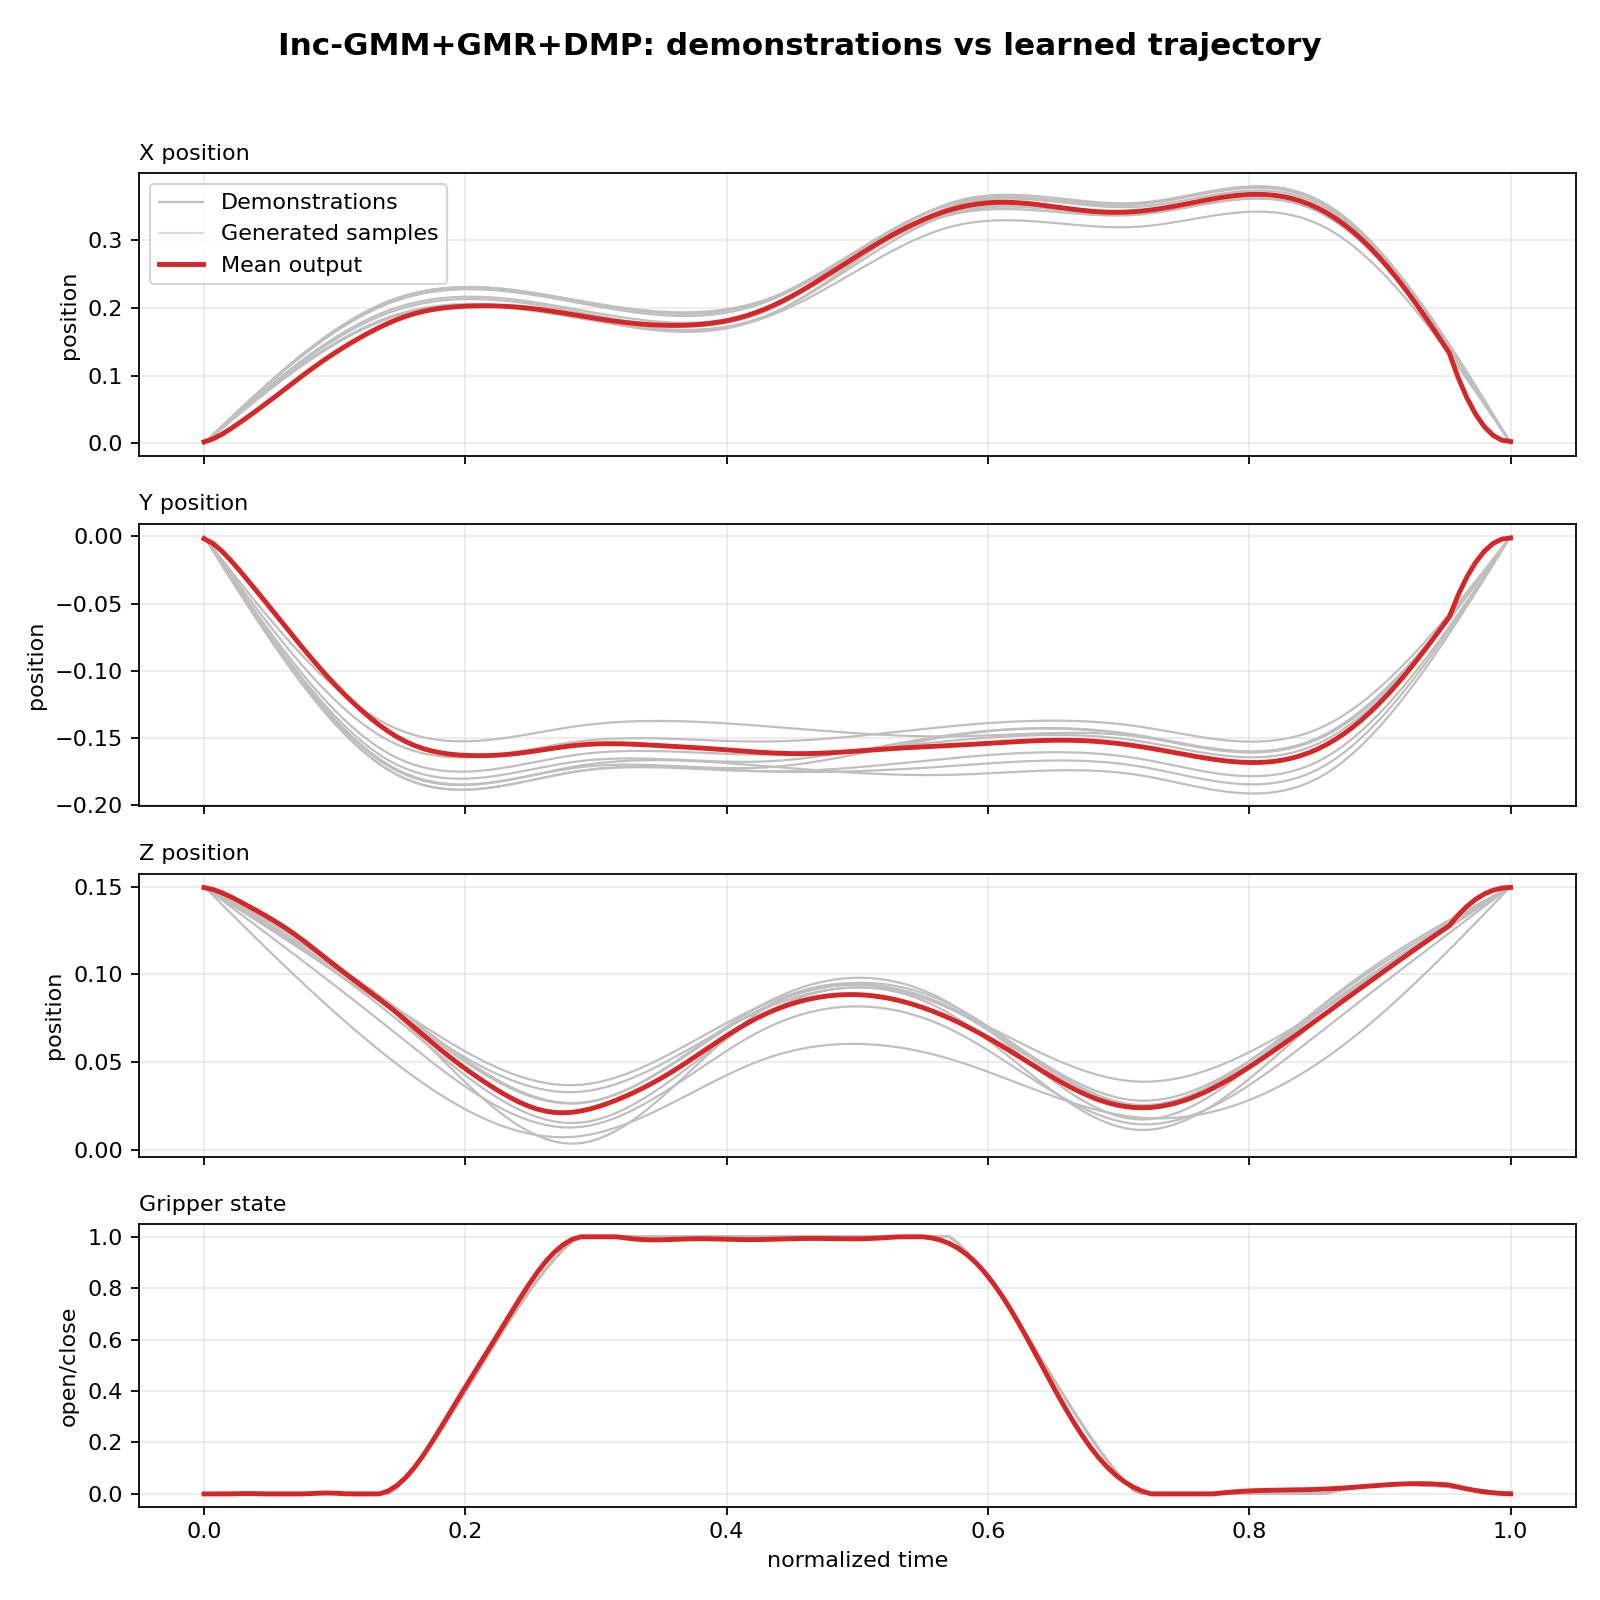 Inc-GMM+GMR+DMP: demonstrations vs learned trajectory
X position
Demonstrations
Generated samples
Mean output
position
0.3
0.2
0.1
0.0
Y position
position
0.00
−0.05
−0.10
−0.15
−0.20
Z position
position
0.15
0.10
0.05
0.00
Gripper state
open/close
1.0
0.8
0.6
0.4
0.2
0.0
0.0 0.2 0.4 0.6 0.8 1.0
normalized time